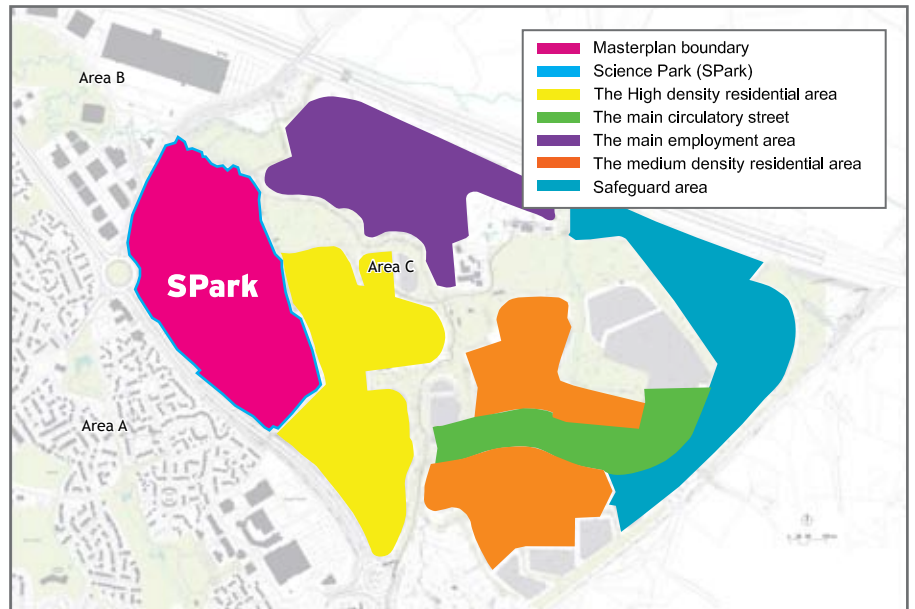 Masterplan boundary
Science Park (SPark)
The High density residential area
The main circulatory street
The main employment area
The medium density residential area
Safeguard area
Area B
Area C
SPark
Area A